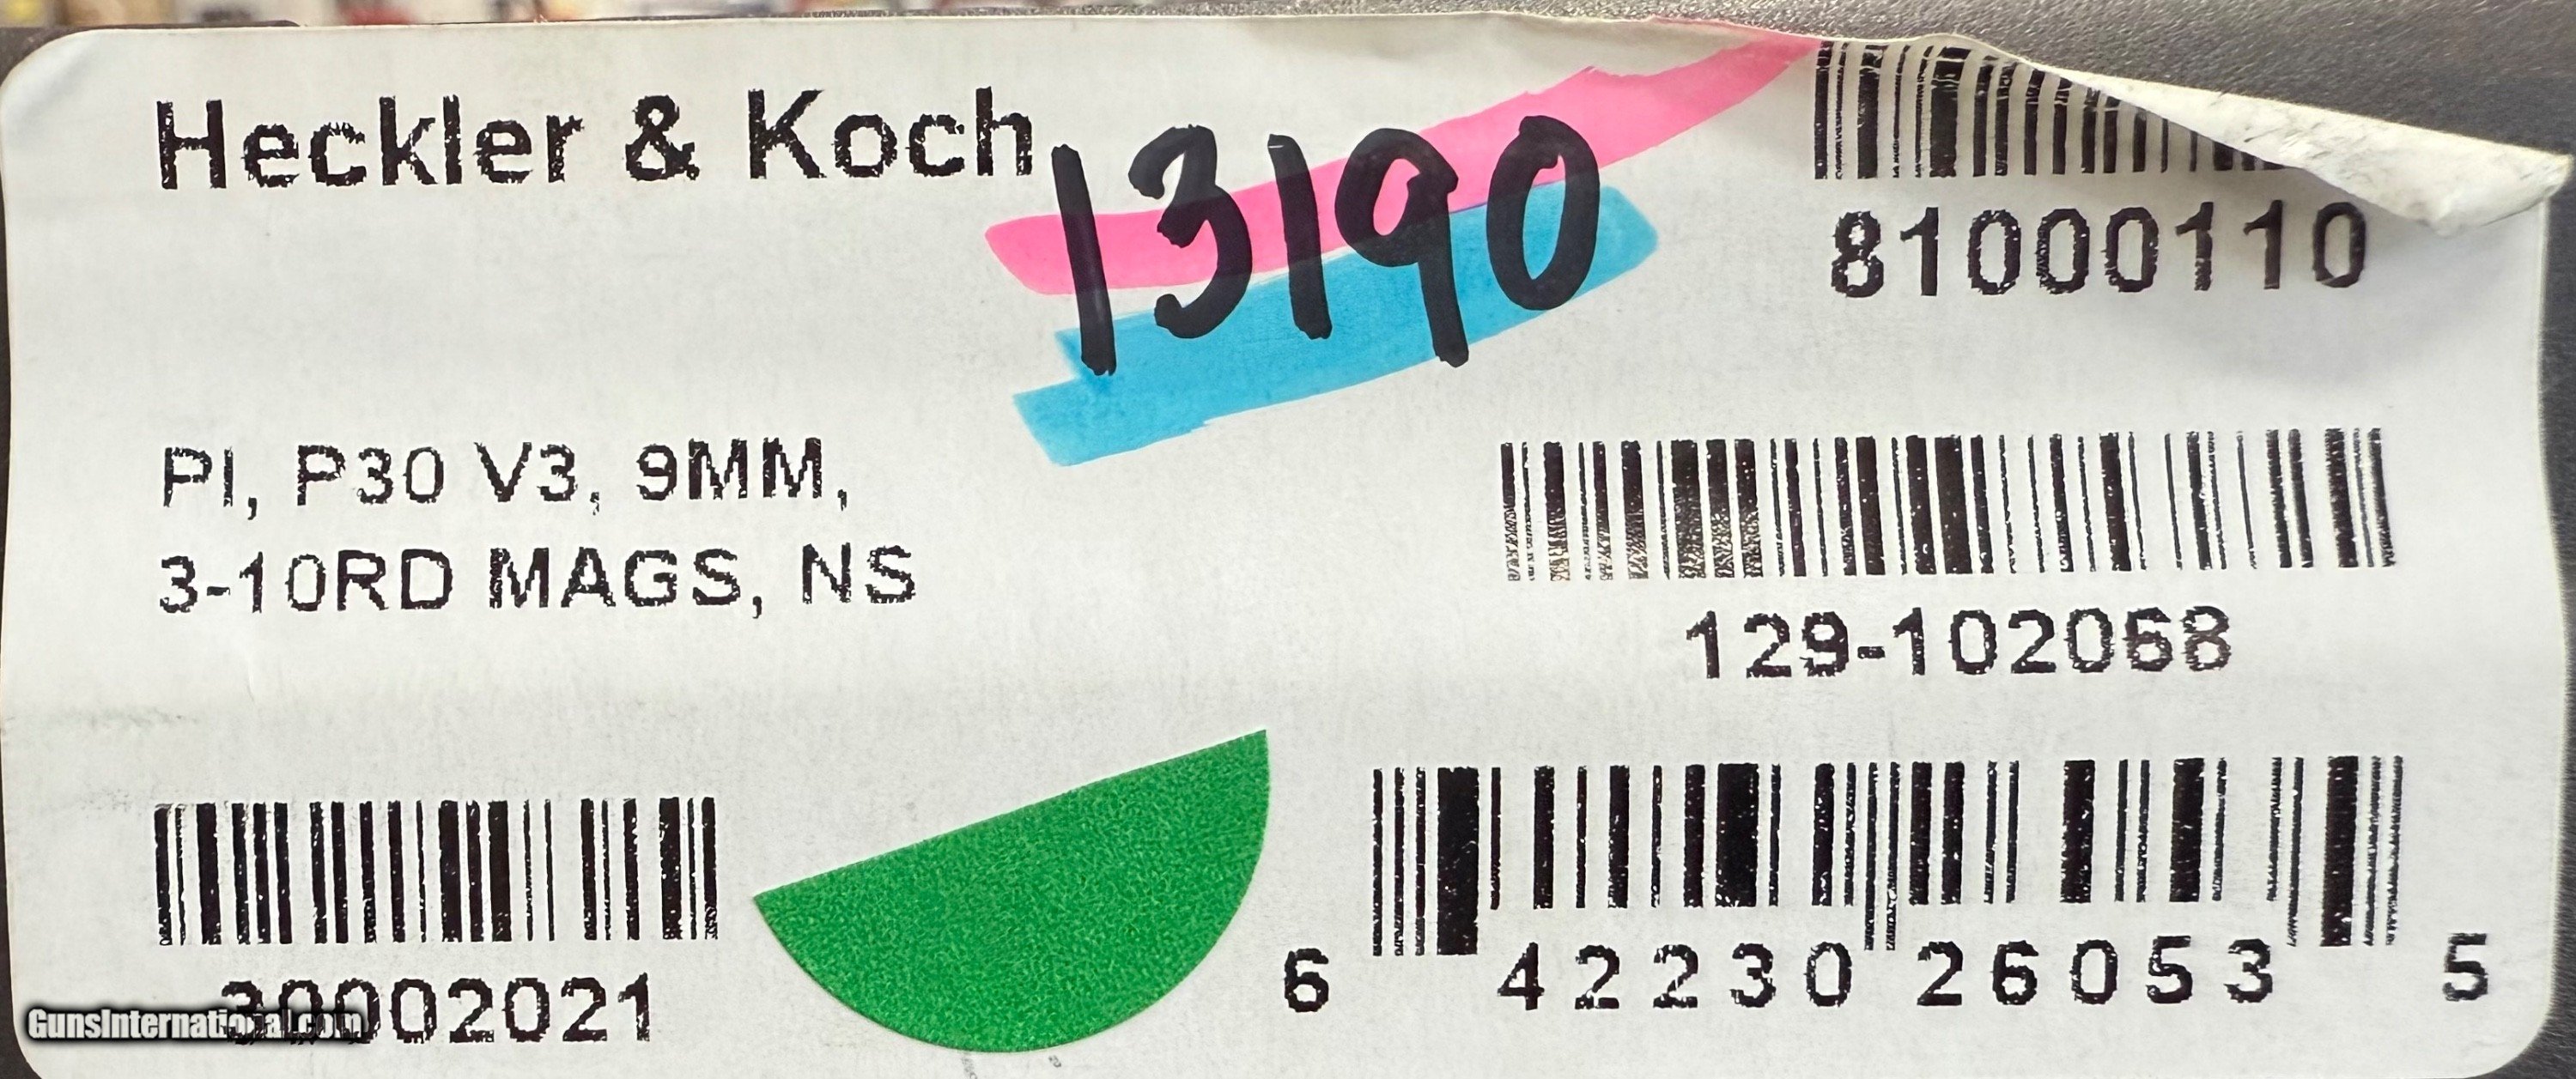 Heckler & Koch
13190
81000110
PI, P30 V3, 9MM,
3-10RD MAGS, NS
129-102068
30002021
6 42230 26053 5
GunsInternational.com